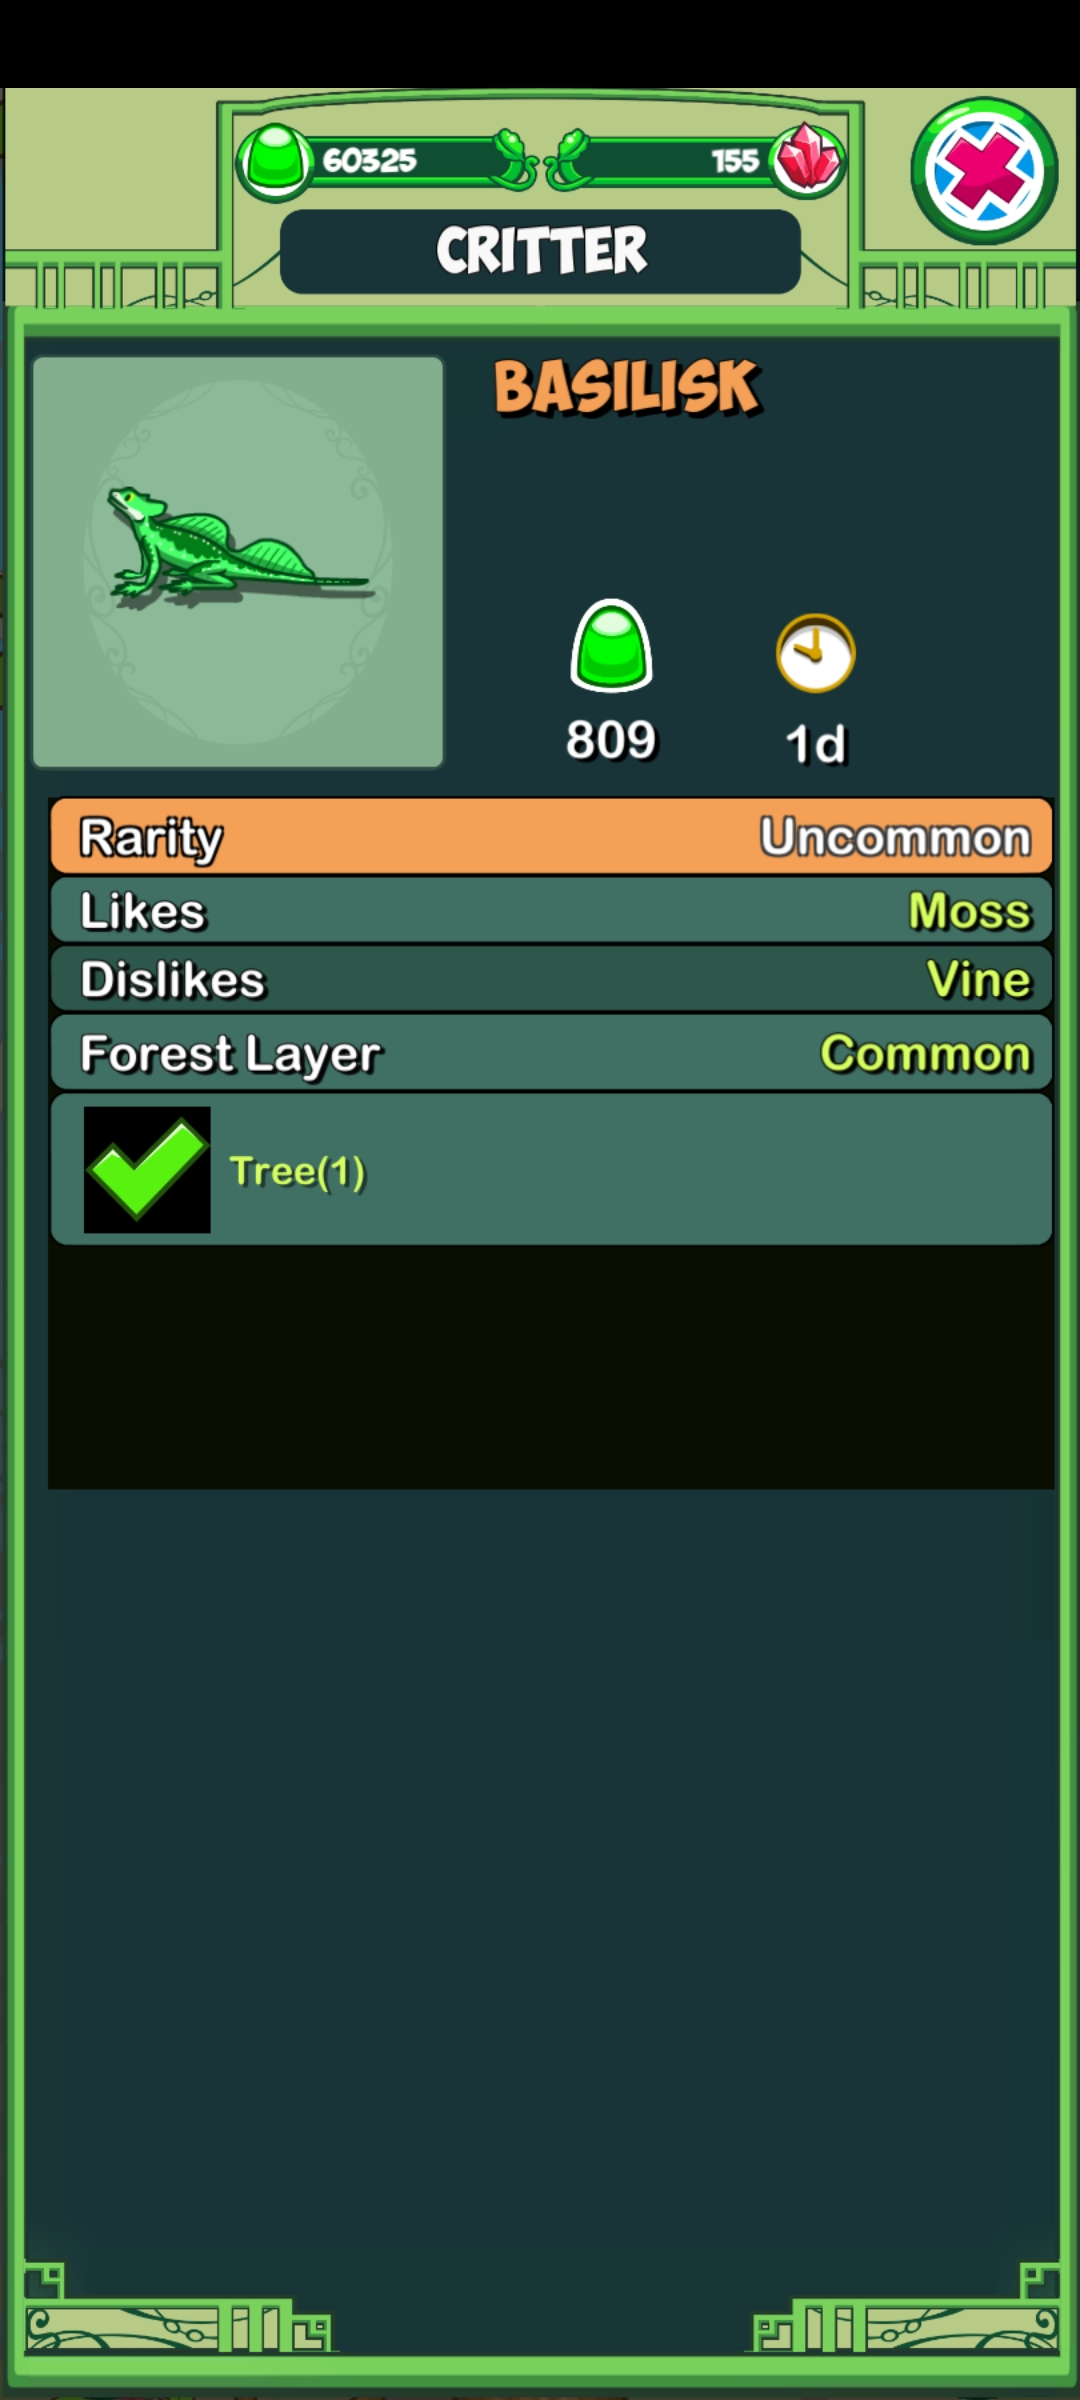 60325 155
CRITTER
BASILISK
809 1d
Rarity Uncommon
Likes Moss
Dislikes Vine
Forest Layer Common
Tree(1)